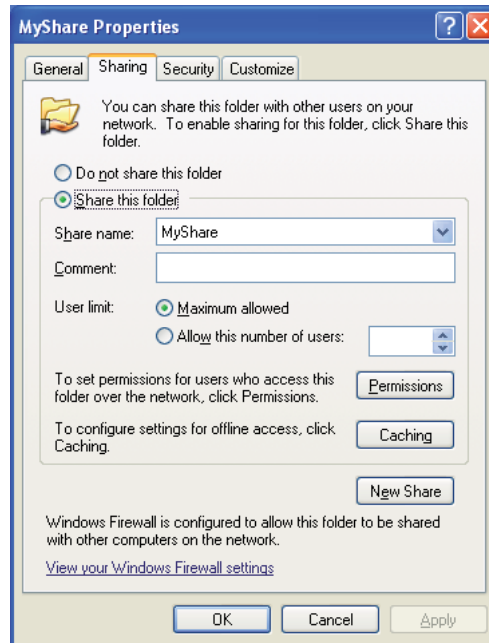 MyShare Properties
General Sharing Security Customize
You can share this folder with other users on your
network. To enable sharing for this folder, click Share this
folder.
Do not share this folder
Share this folder
Share name: MyShare
Comment:
User limit: Maximum allowed
Allow this number of users:
To set permissions for users who access this
folder over the network, click Permissions.
Permissions
To configure settings for offline access, click
Caching.
Caching
New Share
Windows Firewall is configured to allow this folder to be shared
with other computers on the network.
View your Windows Firewall settings
OK Cancel Apply